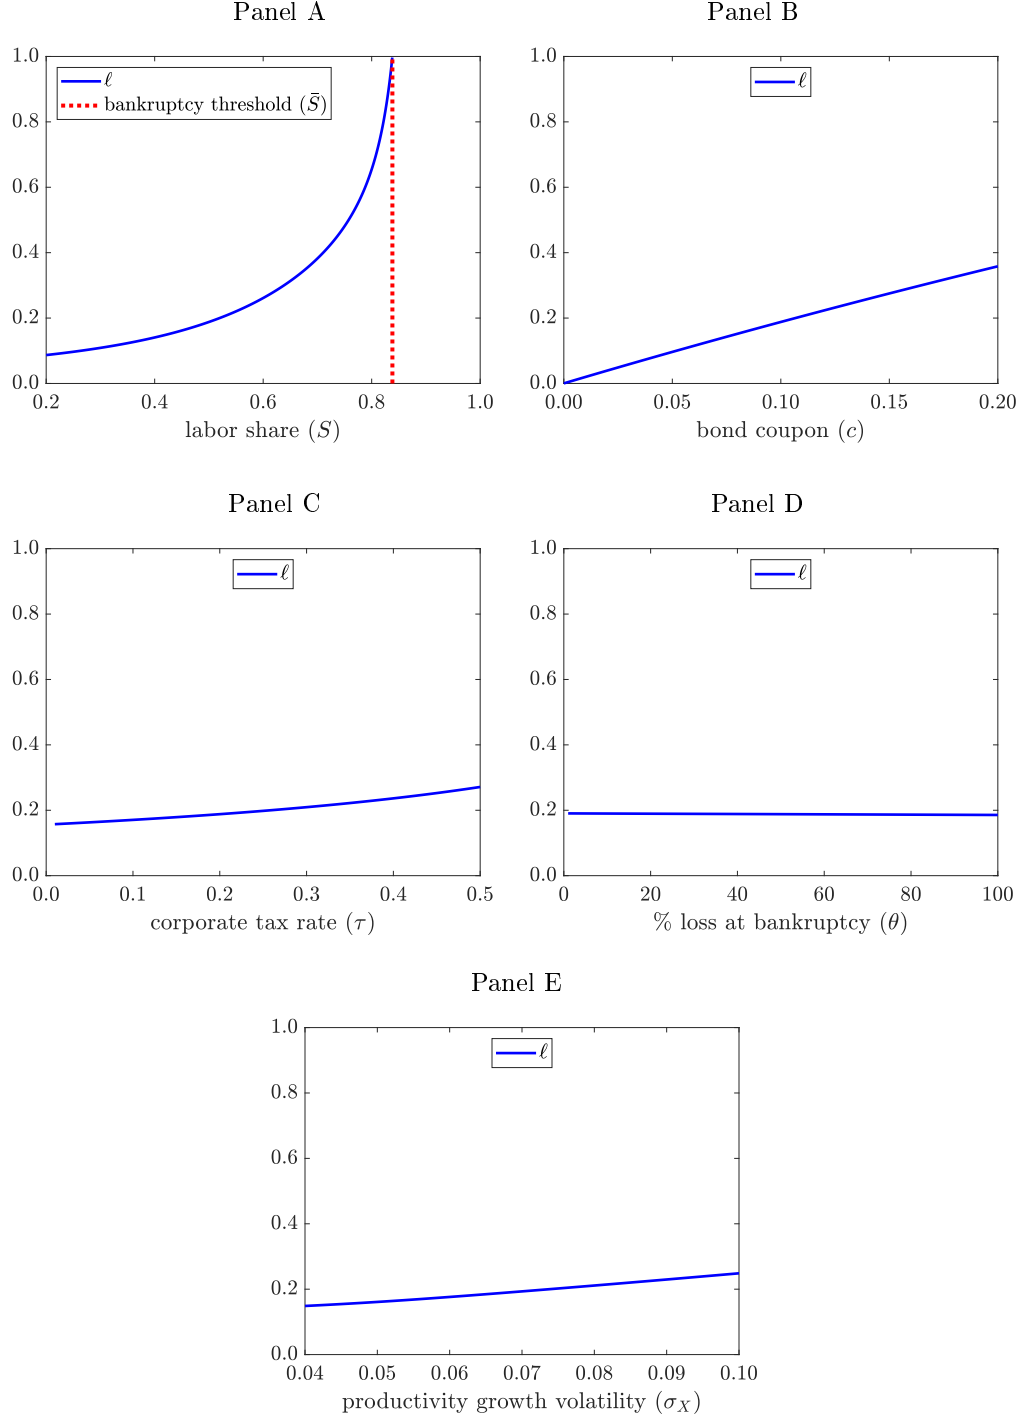 Panel A
1.0
0.8
0.6
0.4
0.2
0.0
ℓ
bankruptcy threshold (S̄)
0.2 0.4 0.6 0.8 1.0
labor share (S)
Panel B
1.0
0.8
0.6
0.4
0.2
0.0
ℓ
0.00 0.05 0.10 0.15 0.20
bond coupon (c)
Panel C
1.0
0.8
0.6
0.4
0.2
0.0
ℓ
0.0 0.1 0.2 0.3 0.4 0.5
corporate tax rate (τ)
Panel D
1.0
0.8
0.6
0.4
0.2
0.0
ℓ
0 20 40 60 80 100
% loss at bankruptcy (θ)
Panel E
1.0
0.8
0.6
0.4
0.2
0.0
ℓ
0.04 0.05 0.06 0.07 0.08 0.09 0.10
productivity growth volatility (σ_X)